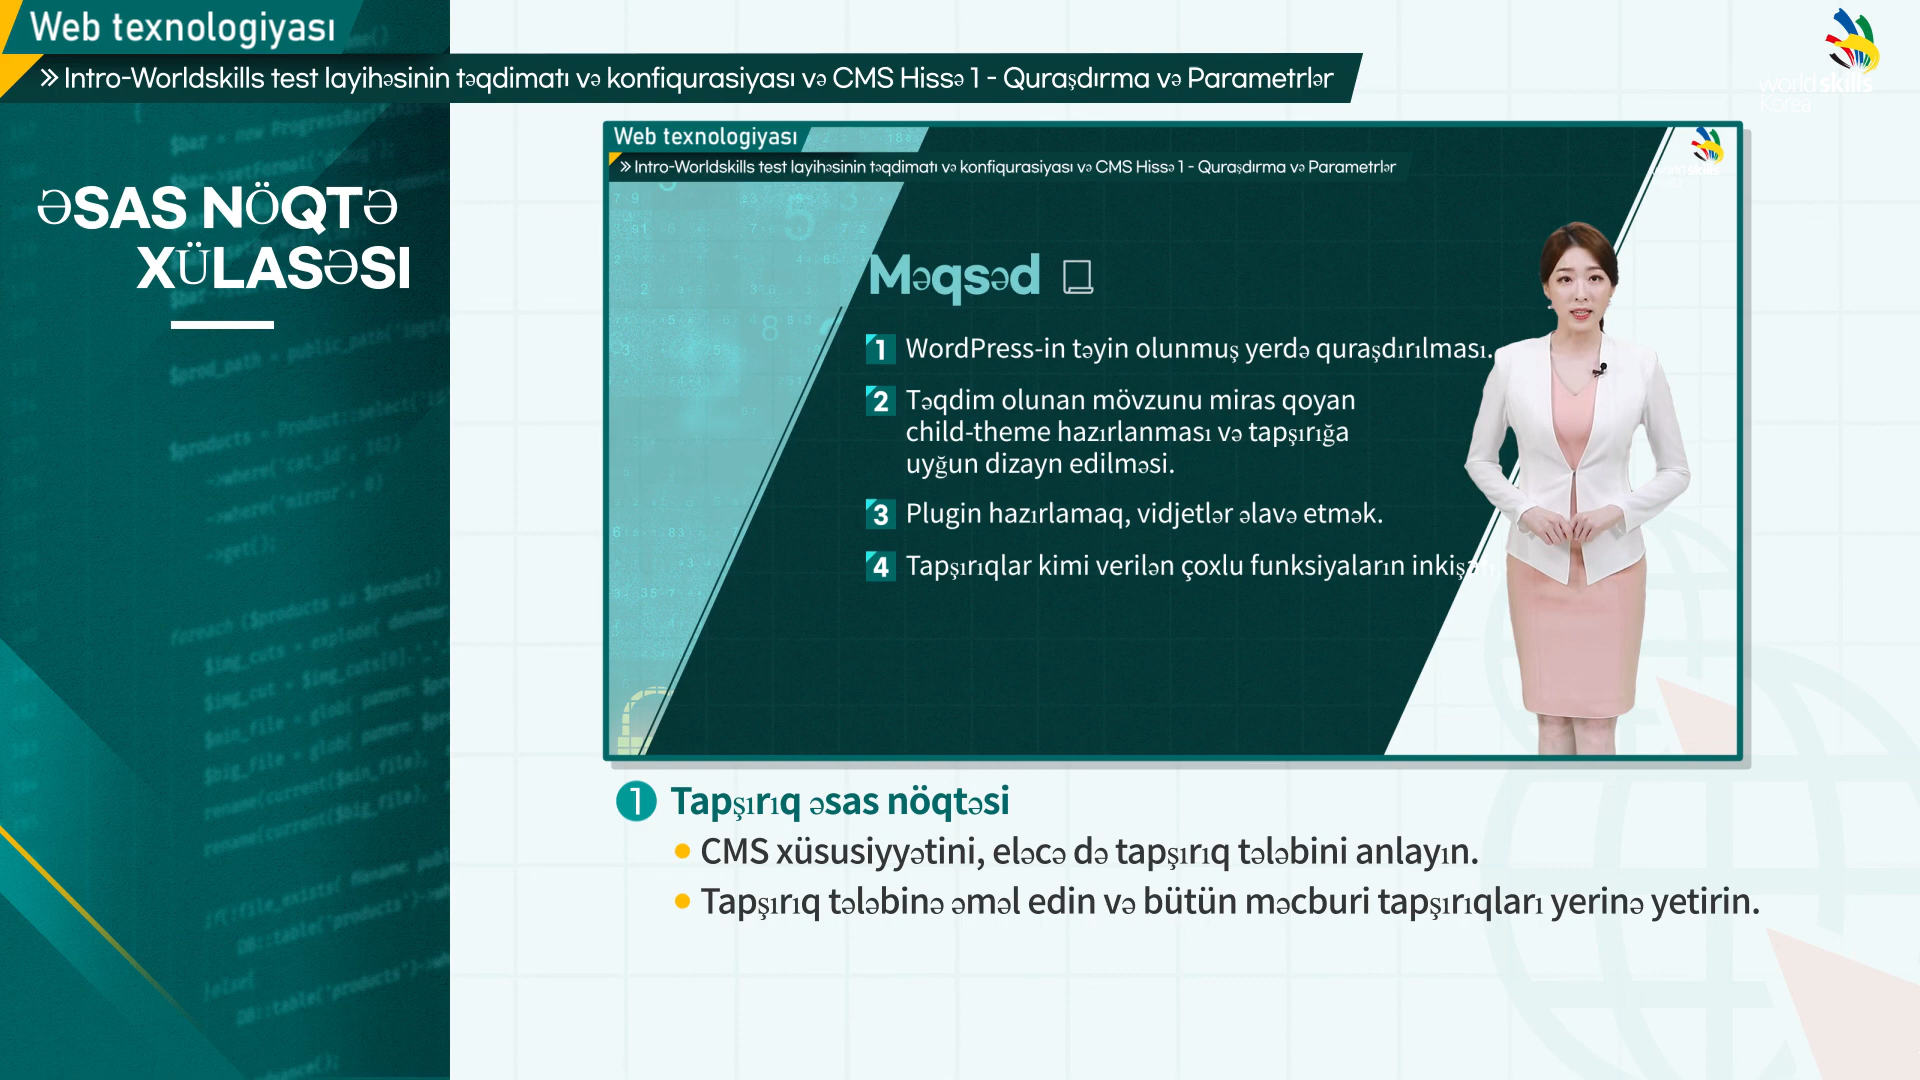 Web texnologiyası
» Intro-Worldskills test layihəsinin təqdimatı və konfiqurasiyası və CMS Hissə 1 - Quraşdırma və Parametrlər
worldskills
Korea
ƏSAS NÖQTƏ
XÜLASƏSI
Web texnologiyası
» Intro-Worldskills test layihəsinin təqdimatı və konfiqurasiyası və CMS Hissə 1 - Quraşdırma və Parametrlər
Məqsəd
1 WordPress-in təyin olunmuş yerdə quraşdırılması.
2 Təqdim olunan mövzunu miras qoyan
child-theme hazırlanması və tapşırığa
uyğun dizayn edilməsi.
3 Plugin hazırlamaq, vidjetlər əlavə etmək.
4 Tapşırıqlar kimi verilən çoxlu funksiyaların
1 Tapşırıq əsas nöqtəsi
• CMS xüsusiyyətini, eləcə də tapşırıq tələbini anlayın.
• Tapşırıq tələbinə əməl edin və bütün məcburi tapşırıqları yerinə yetirin.